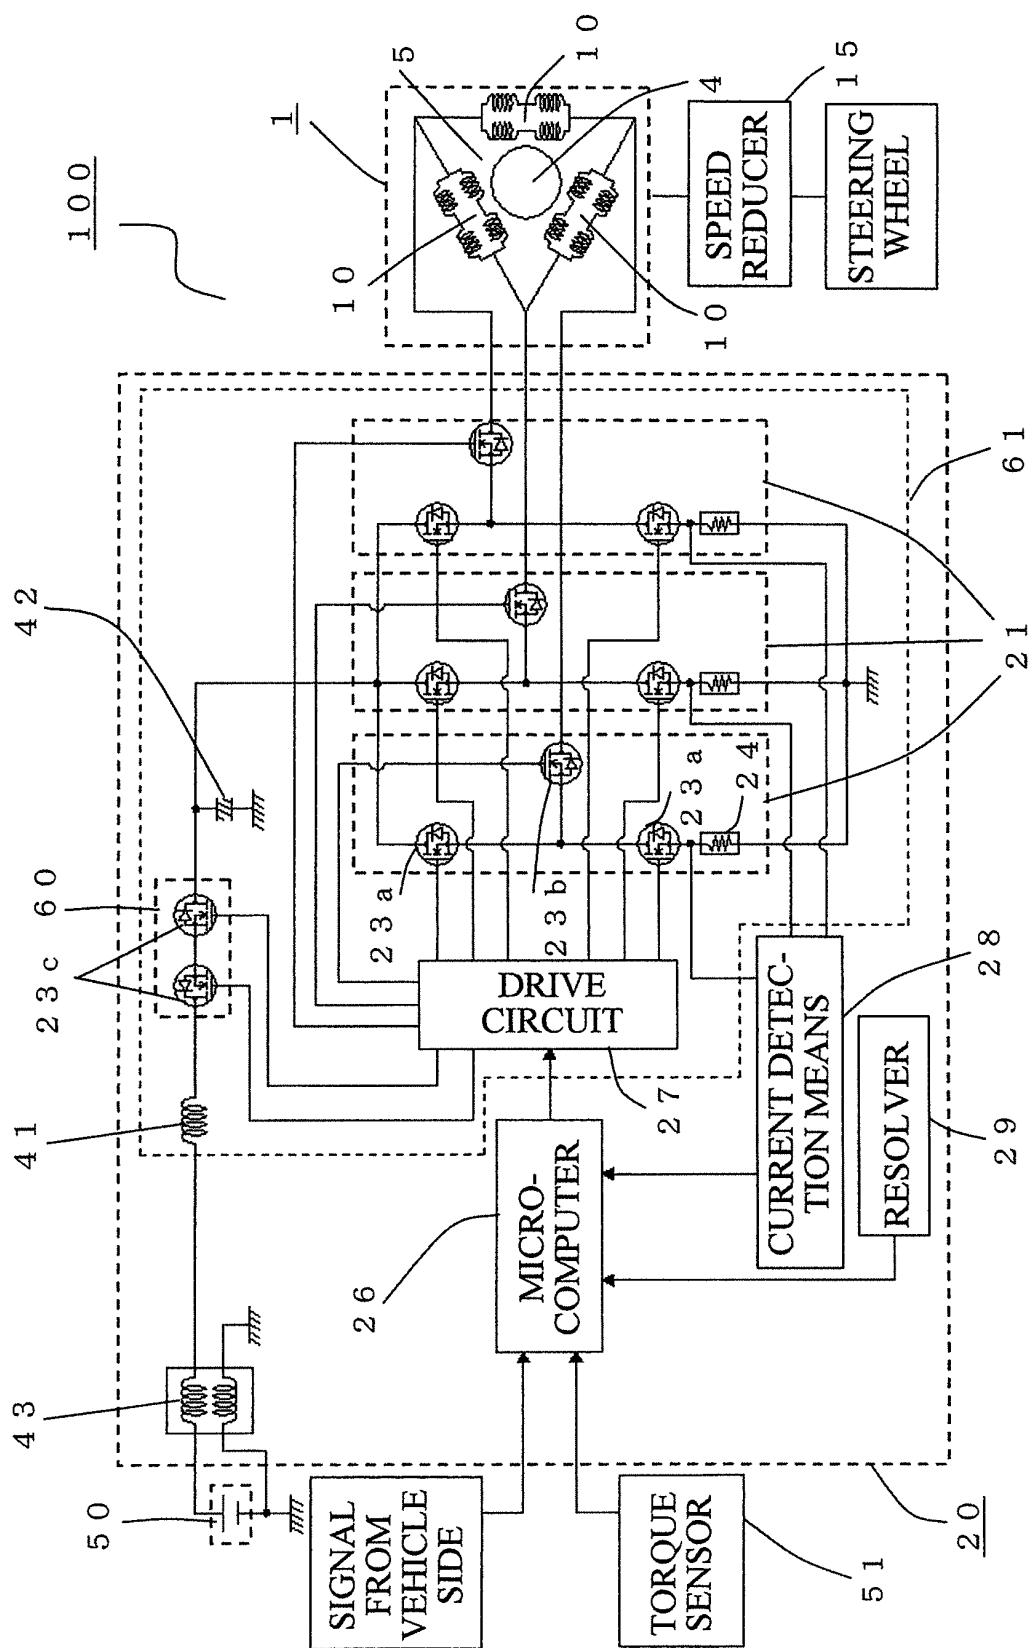 100
50
43
41
23c
60
42
1
5
10
4
10
10
SIGNAL
FROM
VEHICLE
SIDE
TORQUE
SENSOR
51
26
MICRO-
COMPUTER
DRIVE
CIRCUIT
27
23a
23b
23a
24
21
61
CURRENT DETEC-
TION MEANS
28
RESOLVER
29
20
SPEED
REDUCER
15
STEERING
WHEEL